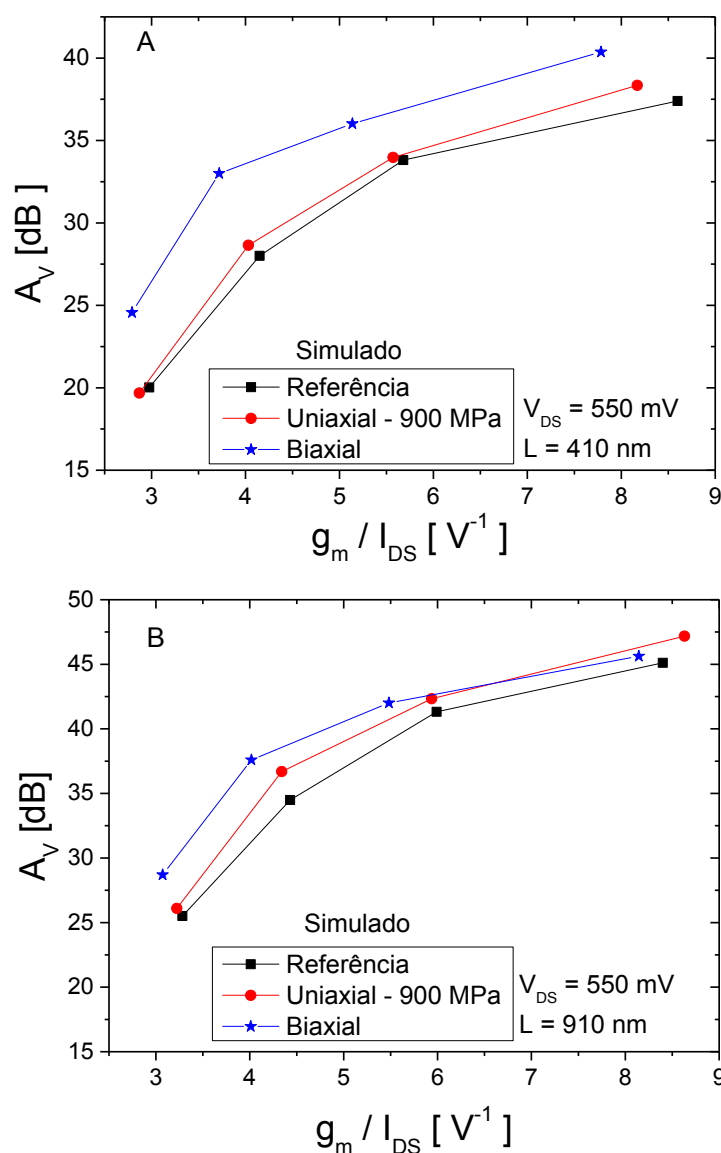 A
40
35
30
25
20
15
A_V [dB]
Simulado
Referência
Uniaxial - 900 MPa
Biaxial
V_DS = 550 mV
L = 410 nm
3 4 5 6 7 8 9
g_m / I_DS [ V^-1 ]
B
50
45
40
35
30
25
20
15
A_V [dB]
Simulado
Referência
Uniaxial - 900 MPa
Biaxial
V_DS = 550 mV
L = 910 nm
3 4 5 6 7 8 9
g_m / I_DS [ V^-1 ]